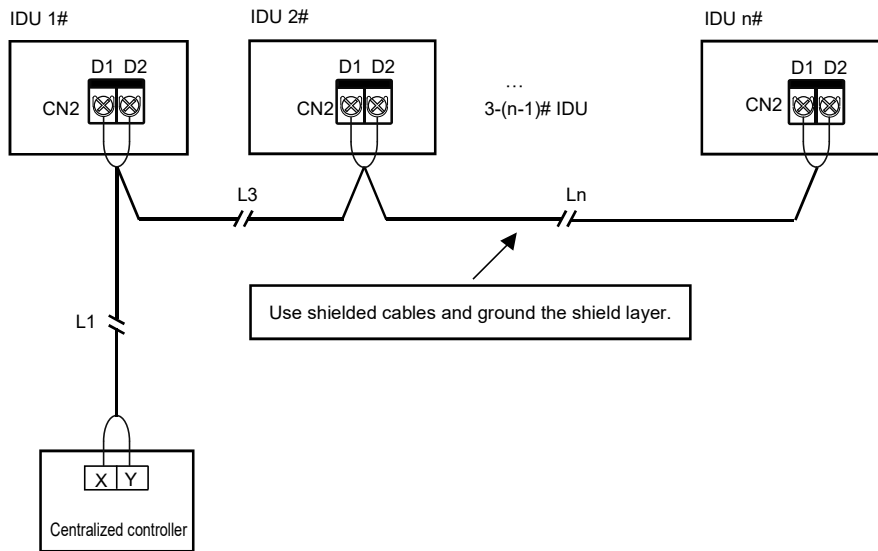 IDU 1#
IDU 2#
IDU n#
D1 D2
CN2
D1 D2
CN2
...
3-(n-1)# IDU
D1 D2
CN2
L3
Ln
Use shielded cables and ground the shield layer.
L1
X Y
Centralized controller